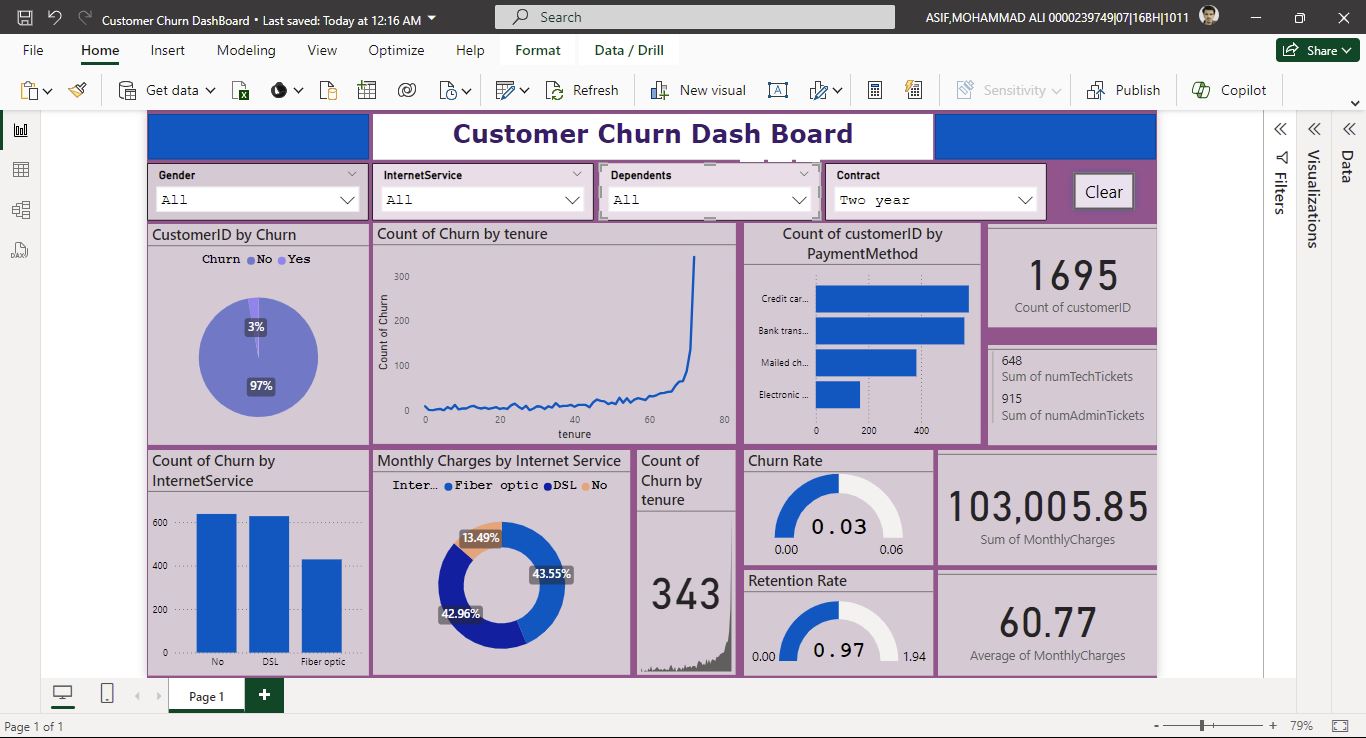 Customer Churn DashBoard • Last saved: Today at 12:16 AM
Search
ASIF,MOHAMMAD ALI 0000239749|07|16BH|1011
File Home Insert Modeling View Optimize Help Format Data / Drill
Share
Get data Refresh New visual Sensitivity Publish Copilot
Customer Churn Dash Board
Gender InternetService Dependents Contract
All All All Two year
Clear
Filters
Visualizations
Data
CustomerID by Churn
Churn No Yes
3%
97%
Count of Churn by tenure
Count of Churn
300
200
100
0
0 20 40 60 80
tenure
Count of customerID by
PaymentMethod
Credit car...
Bank trans...
Mailed ch...
Electronic ...
0 200 400
1695
Count of customerID
648
Sum of numTechTickets
915
Sum of numAdminTickets
Count of Churn by
InternetService
600
400
200
0
No DSL Fiber optic
Monthly Charges by Internet Service
Inter... Fiber optic DSL No
13.49%
43.55%
42.96%
Count of
Churn by
tenure
343
Churn Rate
0.03
0.00 0.06
Retention Rate
0.97
0.00 1.94
103,005.85
Sum of MonthlyCharges
60.77
Average of MonthlyCharges
Page 1
+
Page 1 of 1
- + 79%